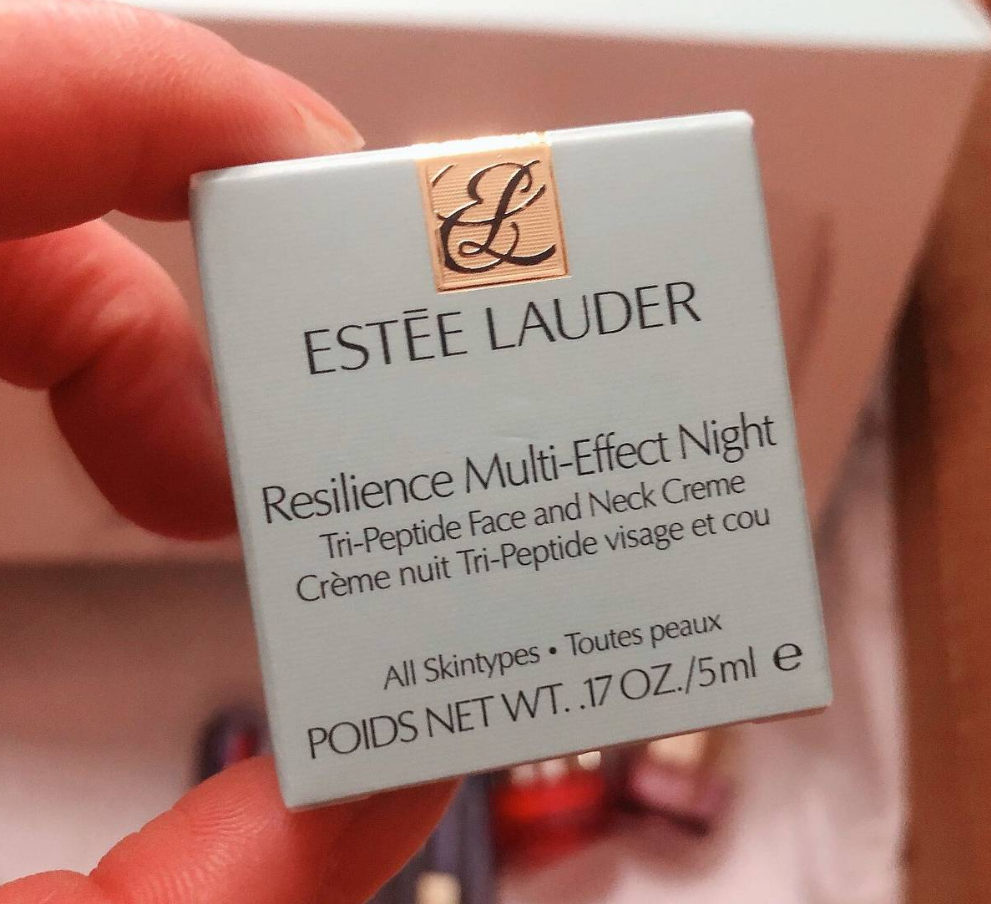 EL
ESTĒE LAUDER
Resilience Multi-Effect Night
Tri-Peptide Face and Neck Creme
Crème nuit Tri-Peptide visage et cou
All Skintypes • Toutes peaux
POIDS NET WT. .17 OZ./5ml ℮